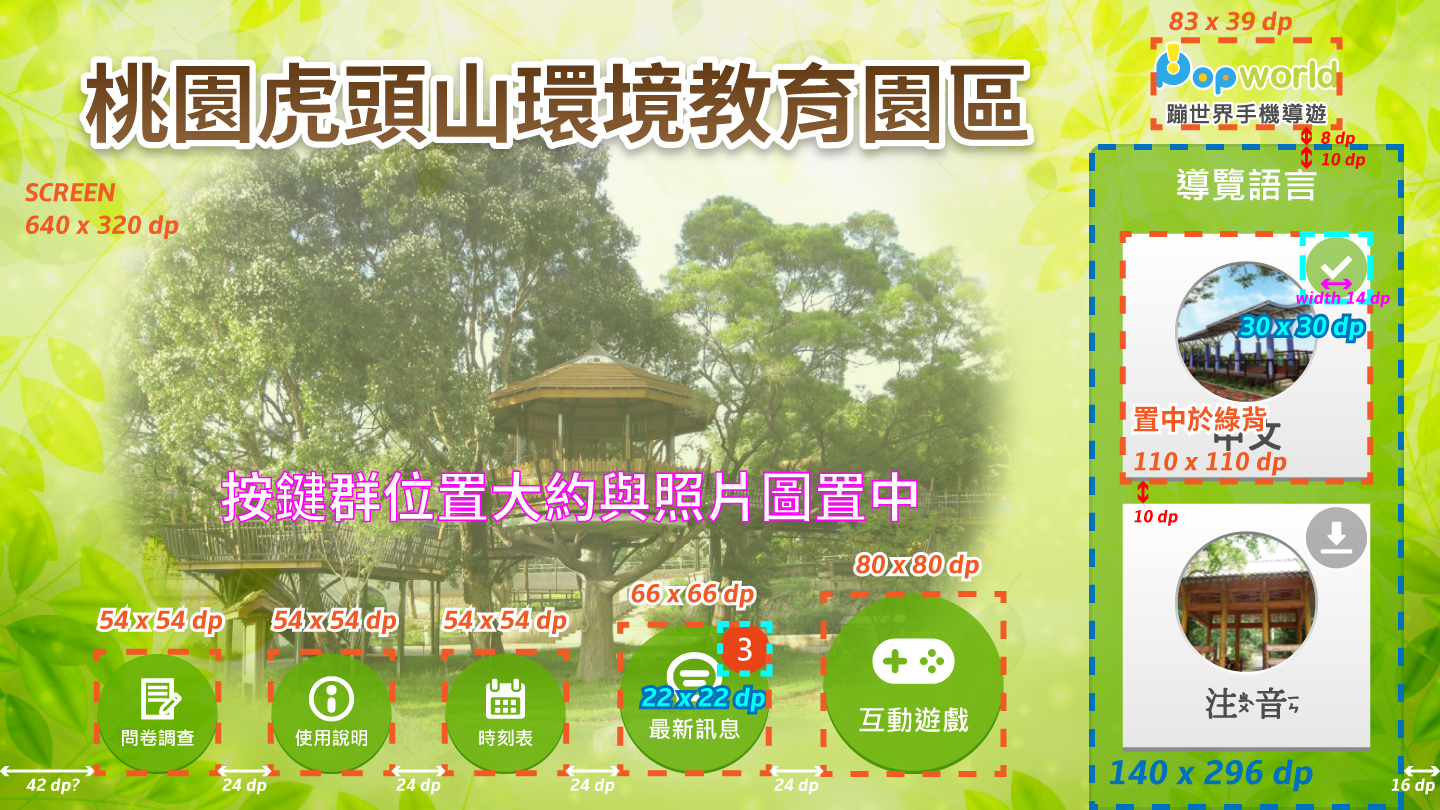 桃園虎頭山環境教育園區
SCREEN
640 x 320 dp
83 x 39 dp
Popworld
蹦世界手機導遊
8 dp
10 dp
導覽語言
width 14 dp
30 x 30 dp
置中於綠背
中文
110 x 110 dp
10 dp
注音
140 x 296 dp
16 dp
按鍵群位置大約與照片圖置中
54 x 54 dp
54 x 54 dp
54 x 54 dp
66 x 66 dp
80 x 80 dp
3
22 x 22 dp
問卷調查
使用說明
時刻表
最新訊息
互動遊戲
42 dp?
24 dp
24 dp
24 dp
24 dp